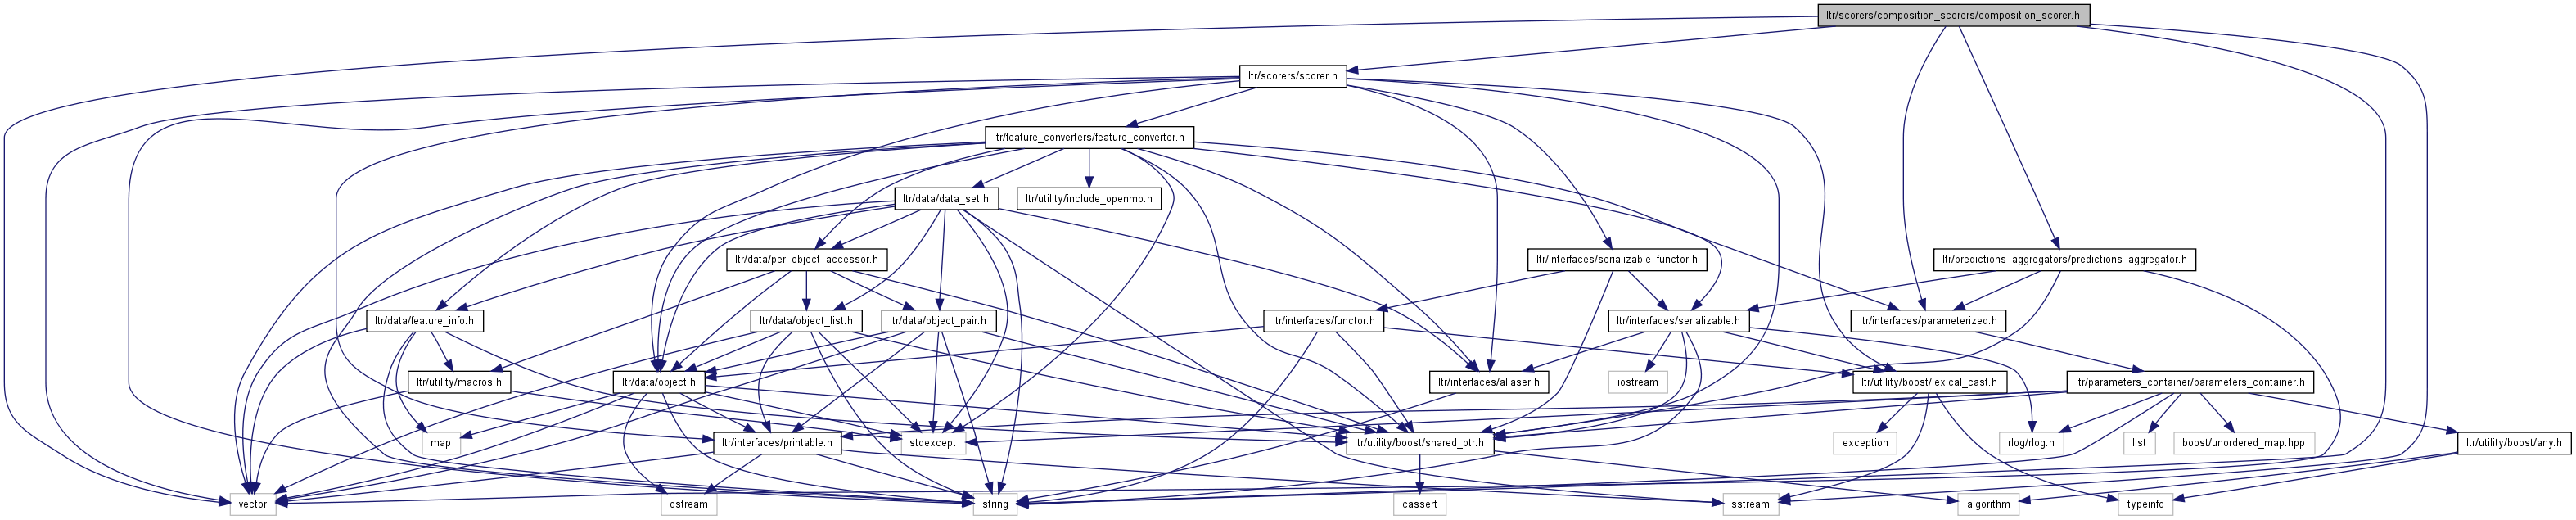 ltr/scorers/composition_scorers/composition_scorer.h
ltr/scorers/scorer.h
ltr/feature_converters/feature_converter.h
ltr/data/data_set.h
ltr/utility/include_openmp.h
ltr/data/per_object_accessor.h
ltr/interfaces/serializable_functor.h
ltr/predictions_aggregators/predictions_aggregator.h
ltr/data/feature_info.h
ltr/data/object_list.h
ltr/data/object_pair.h
ltr/interfaces/functor.h
ltr/interfaces/serializable.h
ltr/interfaces/parameterized.h
ltr/utility/macros.h
ltr/data/object.h
ltr/interfaces/aliaser.h
iostream
ltr/utility/boost/lexical_cast.h
ltr/parameters_container/parameters_container.h
map
ltr/interfaces/printable.h
stdexcept
ltr/utility/boost/shared_ptr.h
exception
rlog/rlog.h
list
boost/unordered_map.hpp
ltr/utility/boost/any.h
vector
ostream
string
cassert
sstream
algorithm
typeinfo